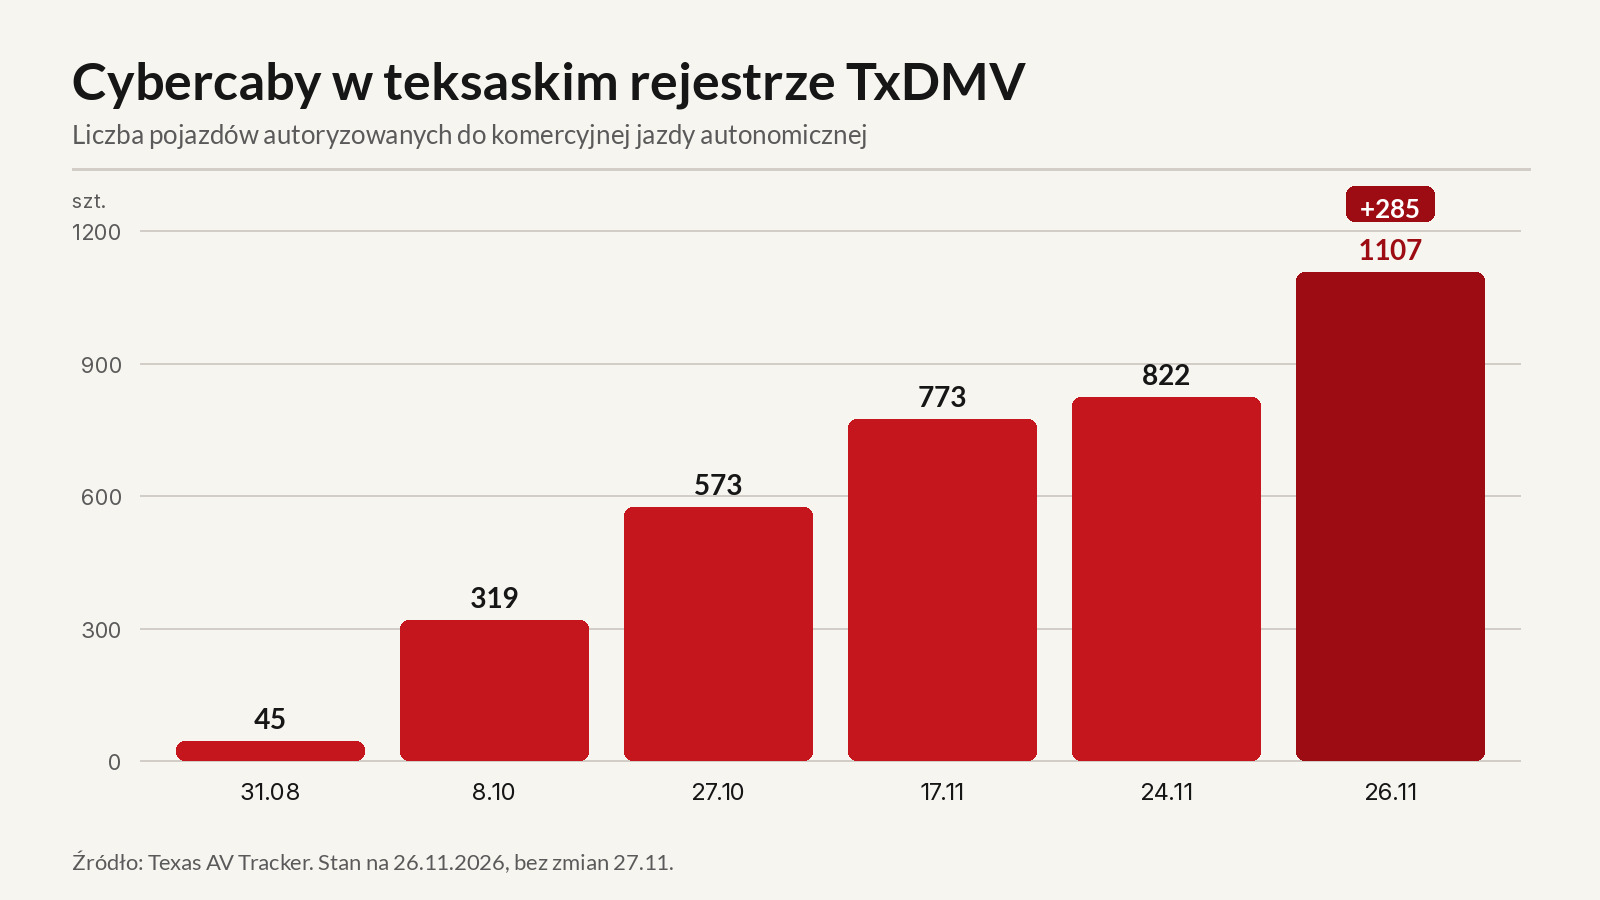 Cybercaby w teksaskim rejestrze TxDMV
Liczba pojazdów autoryzowanych do komercyjnej jazdy autonomicznej
szt.
+285
1200
1107
900
822
773
573
600
319
300
45
0
31.08 8.10 27.10 17.11 24.11 26.11
Źródło: Texas AV Tracker. Stan na 26.11.2026, bez zmian 27.11.